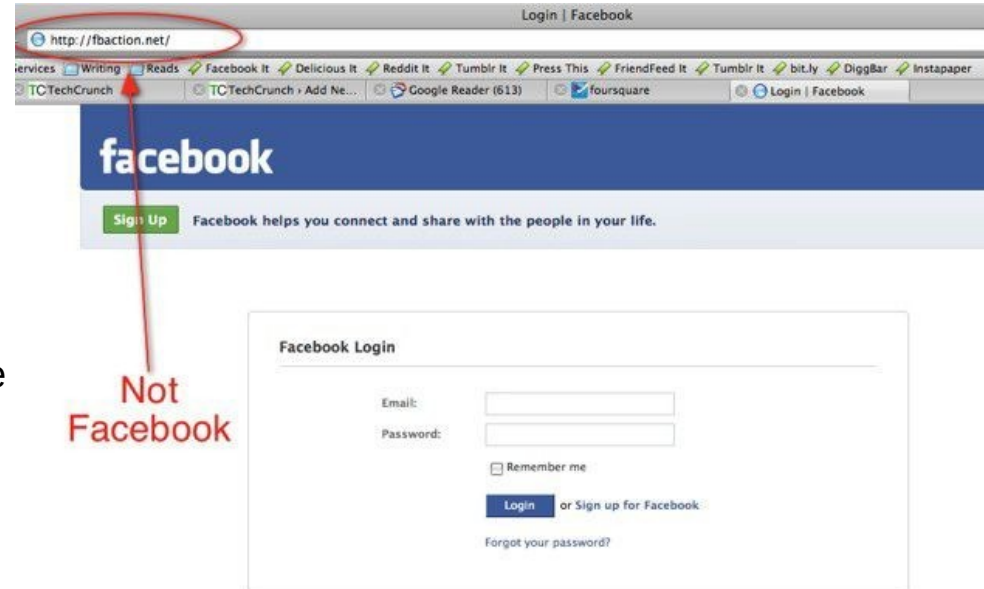 Login | Facebook
http://fbaction.net/
Services Writing Reads Facebook It Delicious It Reddit It Tumblr It Press This FriendFeed It Tumblr It bit.ly DiggBar Instapaper
TC TechCrunch TC TechCrunch › Add Ne... Google Reader (613) foursquare Login | Facebook
facebook
Sign Up Facebook helps you connect and share with the people in your life.
Facebook Login
e
Not
Facebook
Email:
Password:
Remember me
Login or Sign up for Facebook
Forgot your password?